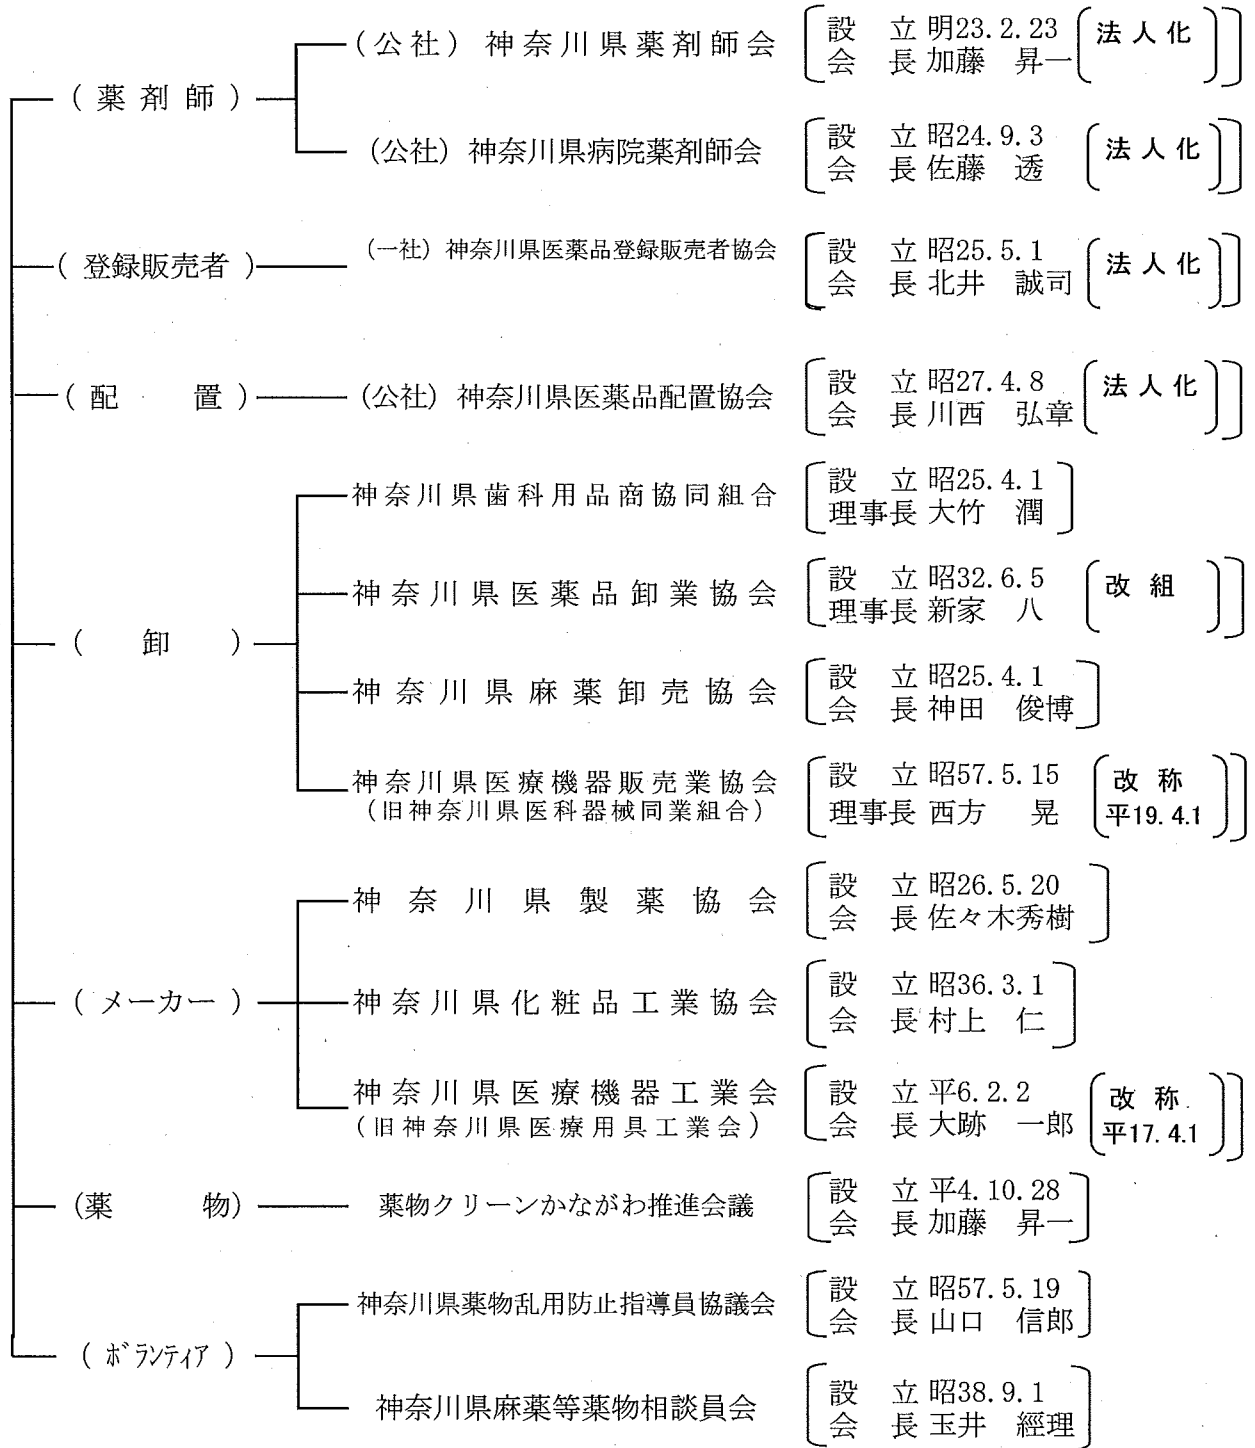 (薬剤師)
(公社) 神奈川県薬剤師会
設 立 明23.2.23
会 長 加藤 昇一
法人化
(公社) 神奈川県病院薬剤師会
設 立 昭24.9.3
会 長 佐藤 透
法人化
(登録販売者)
(一社) 神奈川県医薬品登録販売者協会
設 立 昭25.5.1
会 長 北井 誠司
法人化
(配 置)
(公社) 神奈川県医薬品配置協会
設 立 昭27.4.8
会 長 川西 弘章
法人化
(卸)
神奈川県歯科用品商協同組合
設 立 昭25.4.1
理事長 大竹 潤
神奈川県医薬品卸業協会
設 立 昭32.6.5
理事長 新家 八
改組
神奈川県麻薬卸売協会
設 立 昭25.4.1
会 長 神田 俊博
神奈川県医療機器販売業協会
(旧神奈川県医科器械同業組合)
設 立 昭57.5.15
理事長 西方 晃
改称
平19.4.1
(メーカー)
神奈川県製薬協会
設 立 昭26.5.20
会 長 佐々木秀樹
神奈川県化粧品工業協会
設 立 昭36.3.1
会 長 村上 仁
神奈川県医療機器工業会
(旧神奈川県医療用具工業会)
設 立 平6.2.2
会 長 大跡 一郎
改称
平17.4.1
(薬 物)
薬物クリーンかながわ推進会議
設 立 平4.10.28
会 長 加藤 昇一
(ボランティア)
神奈川県薬物乱用防止指導員協議会
設 立 昭57.5.19
会 長 山口 信郎
神奈川県麻薬等薬物相談員会
設 立 昭38.9.1
会 長 玉井 經理